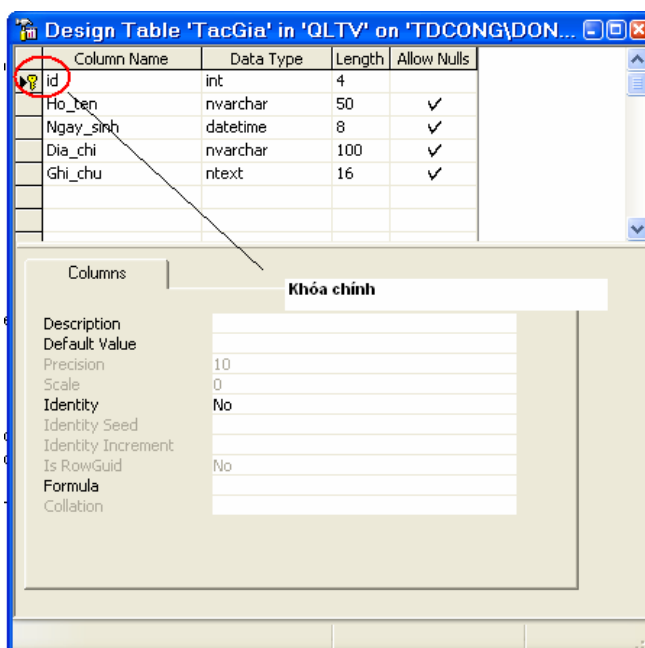 Design Table 'TacGia' in 'QLTV' on 'TDCONG\DON...
Column Name Data Type Length Allow Nulls
id int 4
Ho_ten nvarchar 50
Ngay_sinh datetime 8
Dia_chi nvarchar 100
Ghi_chu ntext 16
Columns
Khóa chính
Description
Default Value
Precision 10
Scale 0
Identity No
Identity Seed
Identity Increment
Is RowGuid No
Formula
Collation